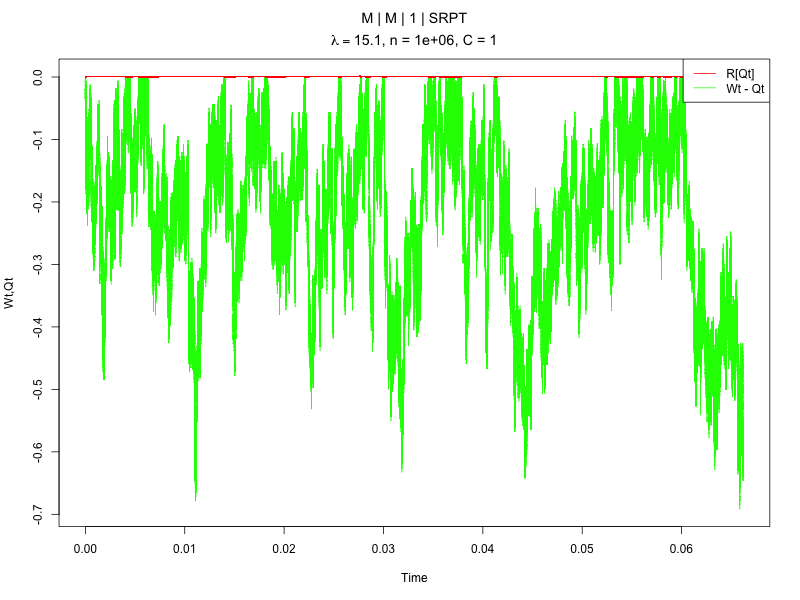 M | M | 1 | SRPT
λ = 15.1, n = 1e+06, C = 1
R[Qt]
Wt - Qt
0.0
-0.1
-0.2
-0.3
-0.4
-0.5
-0.6
-0.7
Wt,Qt
0.00 0.01 0.02 0.03 0.04 0.05 0.06
Time